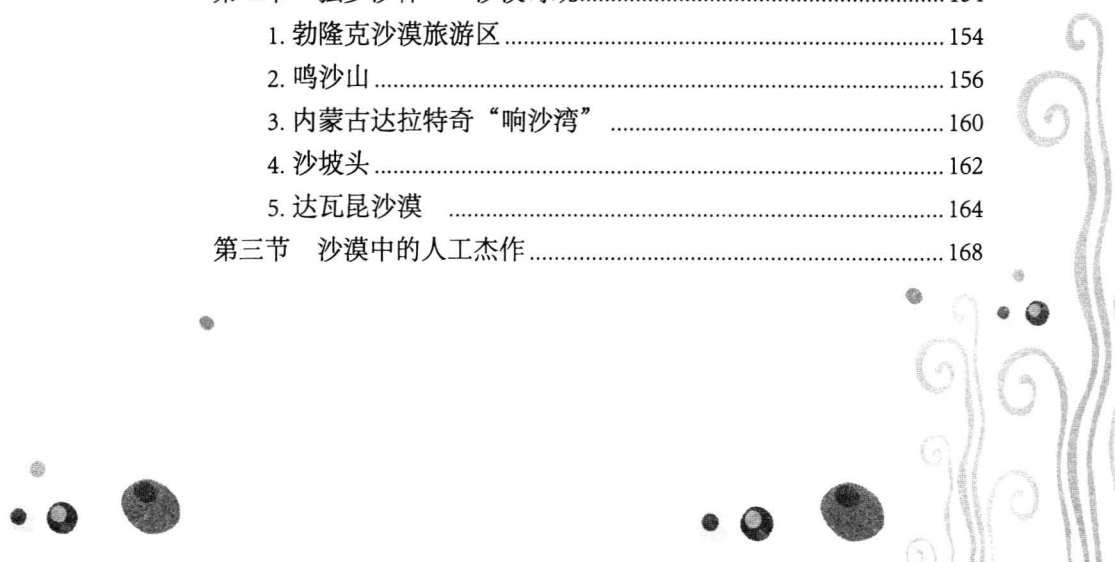 1. 勃隆克沙漠旅游区 154
2. 鸣沙山 156
3. 内蒙古达拉特奇“响沙湾” 160
4. 沙坡头 162
5. 达瓦昆沙漠 164
第三节 沙漠中的人工杰作 168